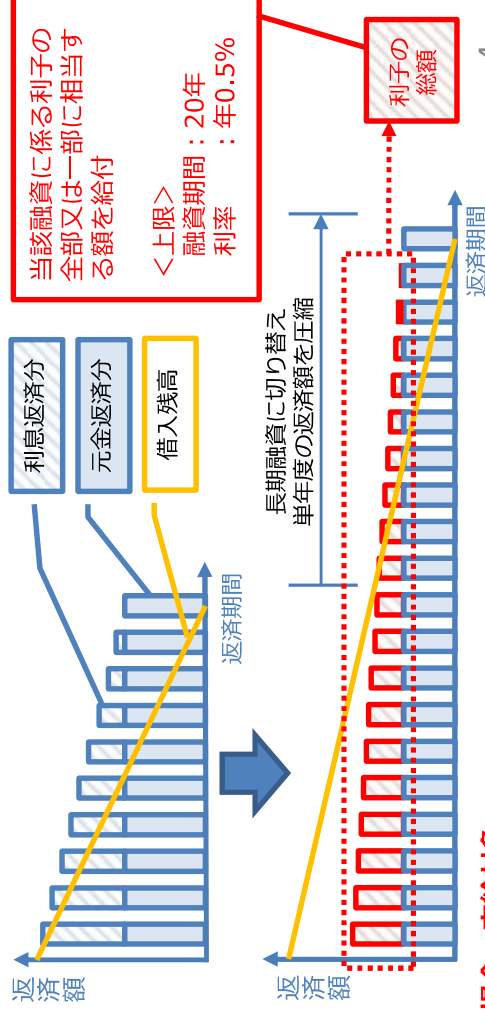 返済額
利息返済分
元金返済分
借入残高
返済期間
当該融資に係る利子の
全部又は一部に相当す
る額を給付
＜上限＞
融資期間：20年
利率　：年0.5%
返済額
長期融資に切り替え
単年度の返済額を圧縮
利子の
総額
返済期間